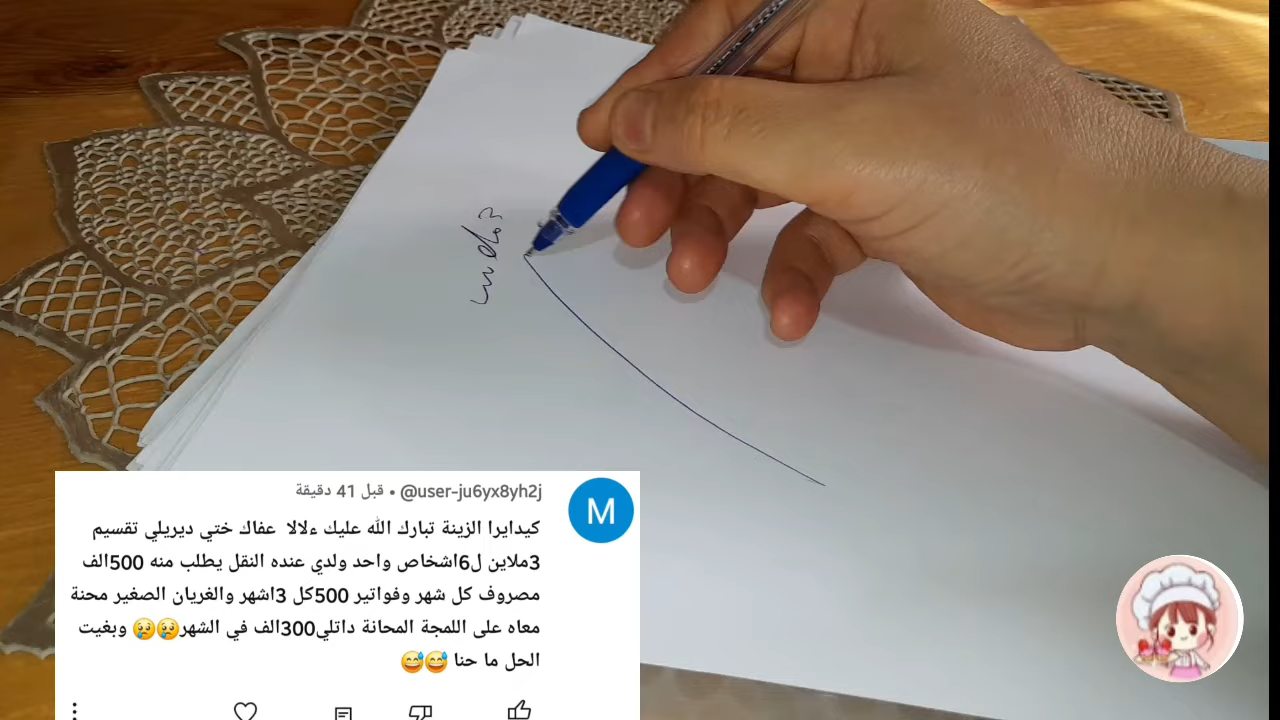 @user-ju6yx8yh2j • قبل 41 دقيقة
M
كيدايرا الزينة تبارك الله عليك ءلالا عفاك ختي ديريلي تقسيم
3ملاين ل6اشخاص واحد ولدي عنده النقل يطلب منه 500الف
مصروف كل شهر وفواتير 500كل 3اشهر والغريان الصغير محنة
معاه على اللمجة المحانة داتلي300الف في الشهر😢😢 وبغيت
الحل ما حنا 😅😅